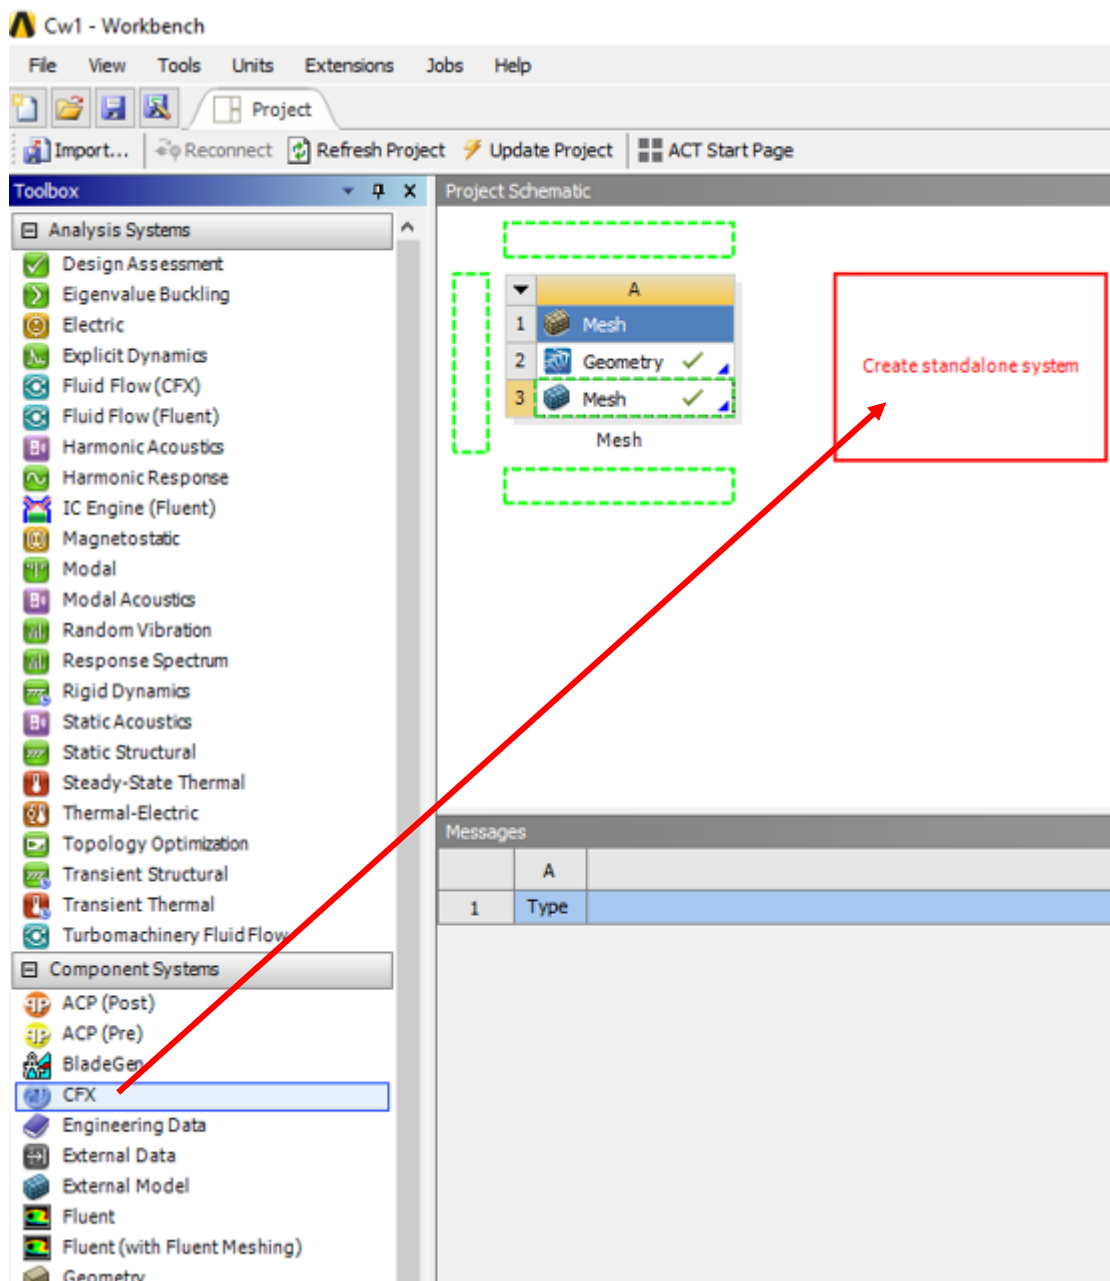 Cw1 - Workbench
File View Tools Units Extensions Jobs Help
Project
Import... Reconnect Refresh Project Update Project ACT Start Page
Toolbox
Analysis Systems
Design Assessment
Eigenvalue Buckling
Electric
Explicit Dynamics
Fluid Flow (CFX)
Fluid Flow (Fluent)
Harmonic Acoustics
Harmonic Response
IC Engine (Fluent)
Magnetostatic
Modal
Modal Acoustics
Random Vibration
Response Spectrum
Rigid Dynamics
Static Acoustics
Static Structural
Steady-State Thermal
Thermal-Electric
Topology Optimization
Transient Structural
Transient Thermal
Turbomachinery Fluid Flow
Component Systems
ACP (Post)
ACP (Pre)
BladeGen
CFX
Engineering Data
External Data
External Model
Fluent
Fluent (with Fluent Meshing)
Geometry
Project Schematic
A
1 Mesh
2 Geometry
3 Mesh
Mesh
Create standalone system
Messages
A
1 Type